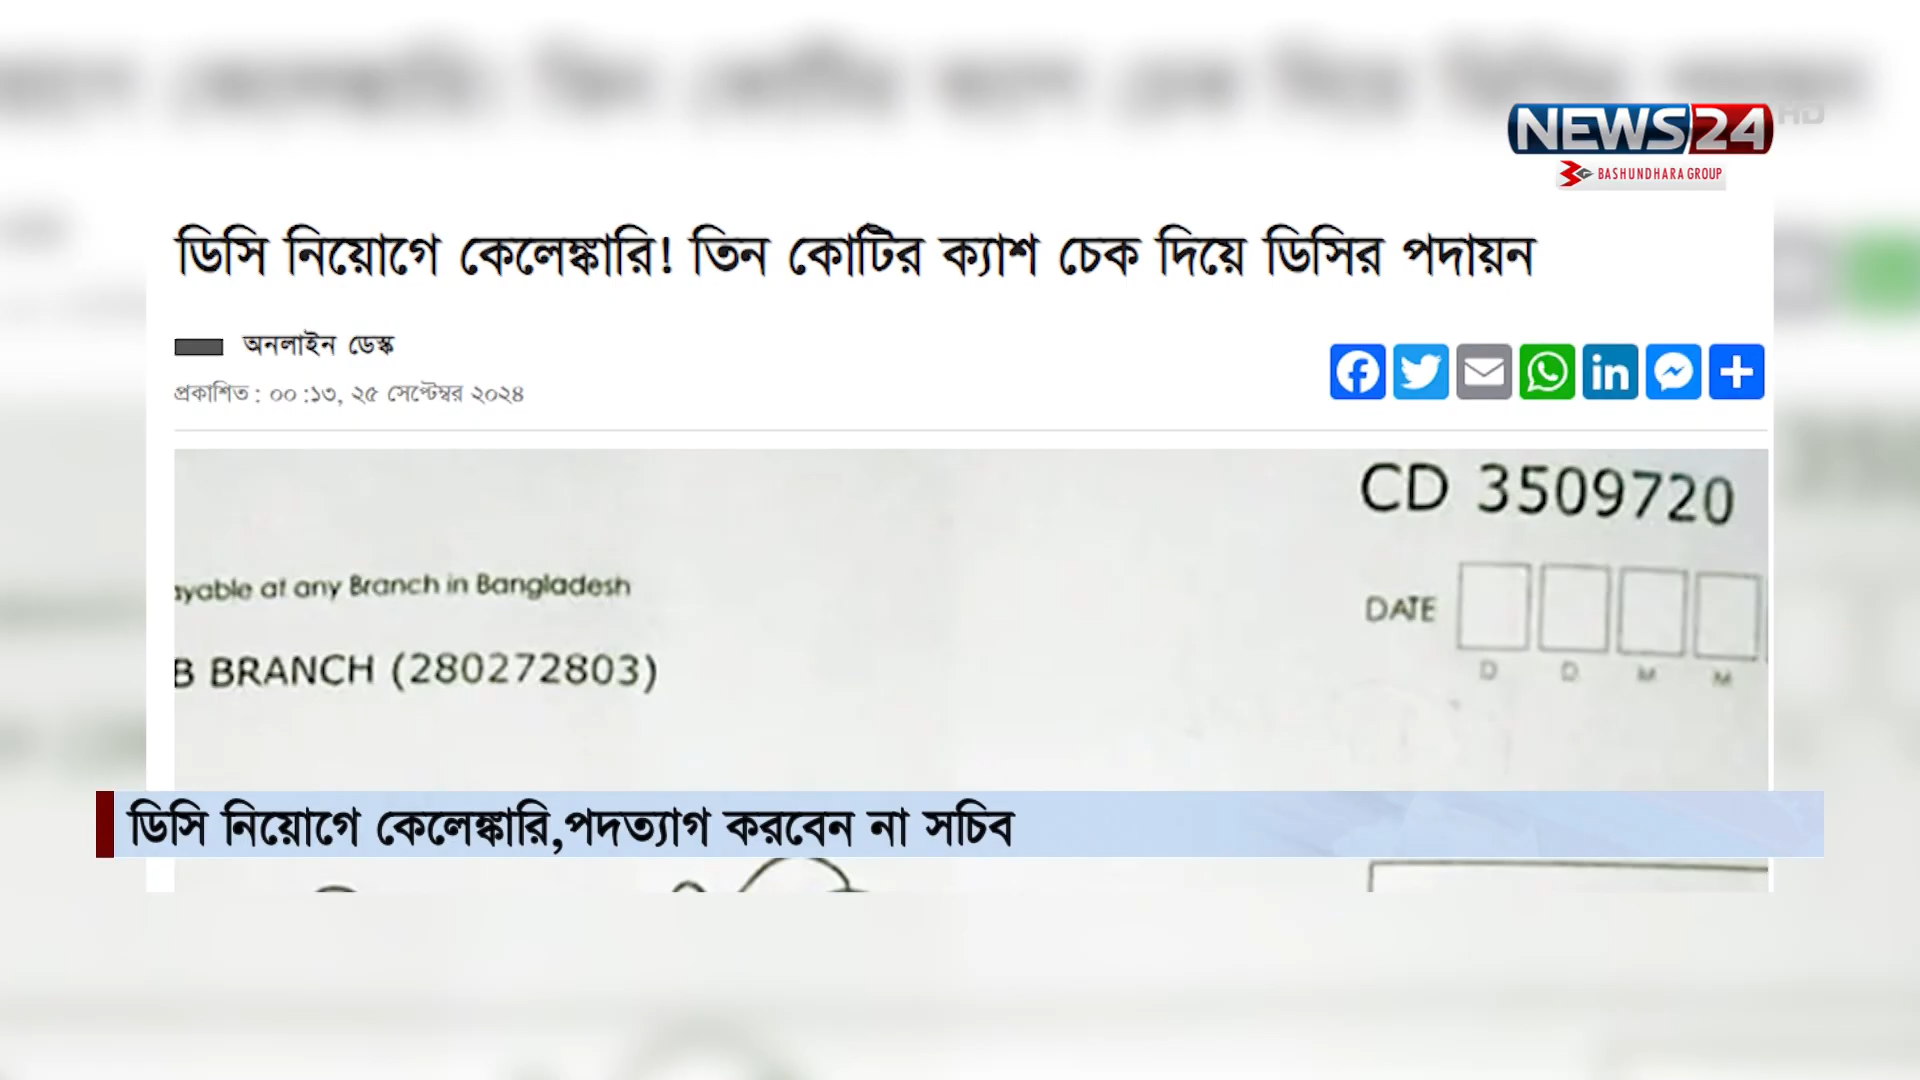 NEWS24 HD
BASHUNDHARA GROUP
ডিসি নিয়োগে কেলেঙ্কারি! তিন কোটির ক্যাশ চেক দিয়ে ডিসির পদায়ন
অনলাইন ডেস্ক
প্রকাশিত : ০০ :১৩, ২৫ সেপ্টেম্বর ২০২৪
CD 3509720
ayable at any Branch in Bangladesh
DATE
D D M M
B BRANCH (280272803)
ডিসি নিয়োগে কেলেঙ্কারি,পদত্যাগ করবেন না সচিব